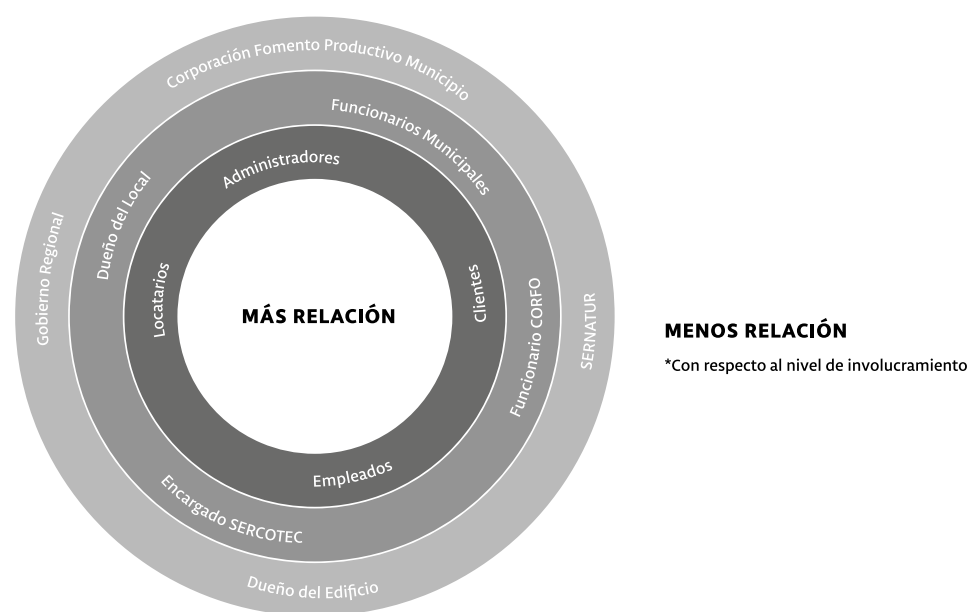 Corporación Fomento Productivo Municipio
Gobierno Regional
SERNATUR
Dueño del Edificio
Funcionarios Municipales
Dueño del Local
Funcionario CORFO
Encargado SERCOTEC
Administradores
Locatarios
Clientes
Empleados
MÁS RELACIÓN
MENOS RELACIÓN
*Con respecto al nivel de involucramiento